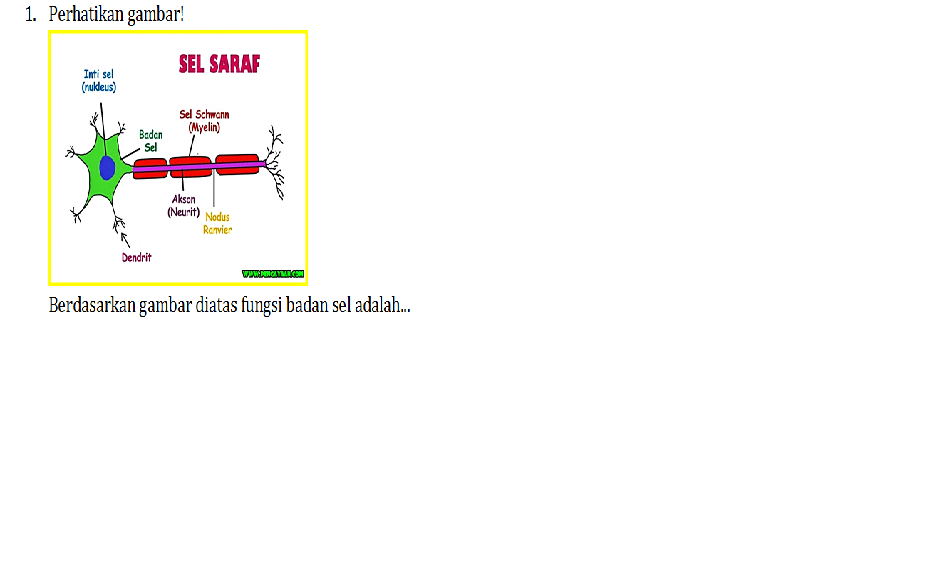 1. Perhatikan gambar!
SEL SARAF
Inti sel
(nukleus)
Sel Schwann
(Myelin)
Badan
Sel
Akson
(Neurit)
Nodus
Ranvier
Dendrit
Berdasarkan gambar diatas fungsi badan sel adalah...